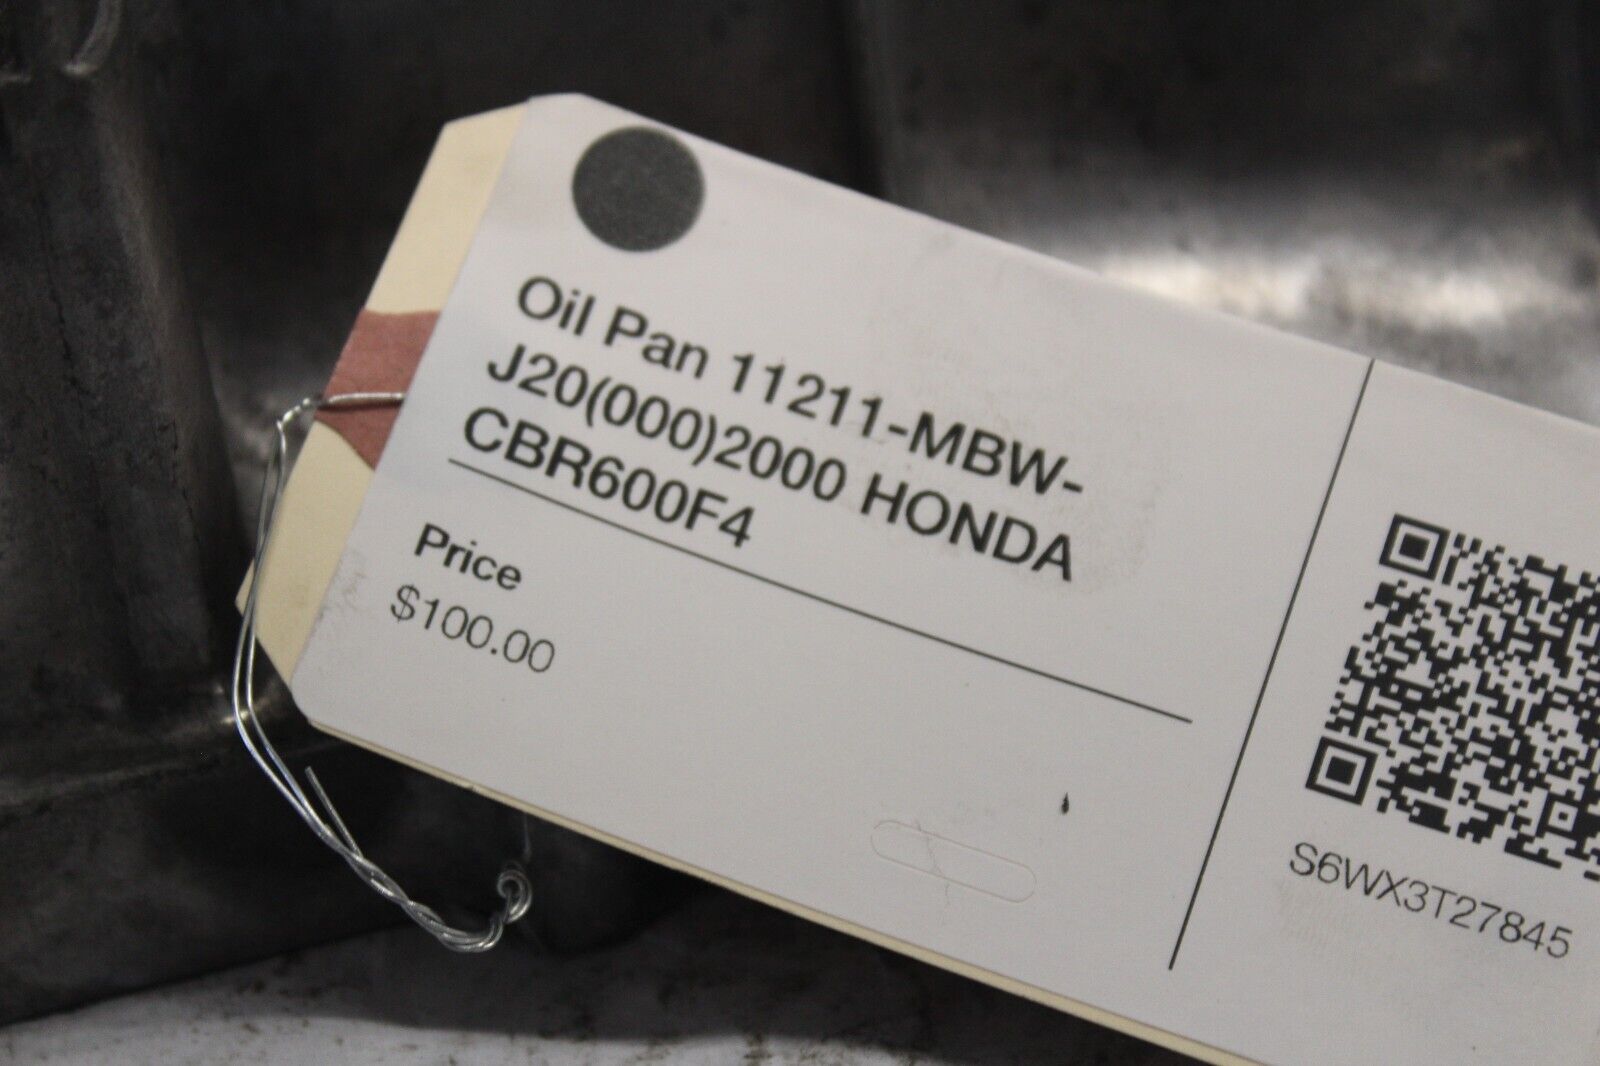 Oil Pan 11211-MBW-
J20(000)2000 HONDA
CBR600F4
Price
$100.00
S6WX3T27845